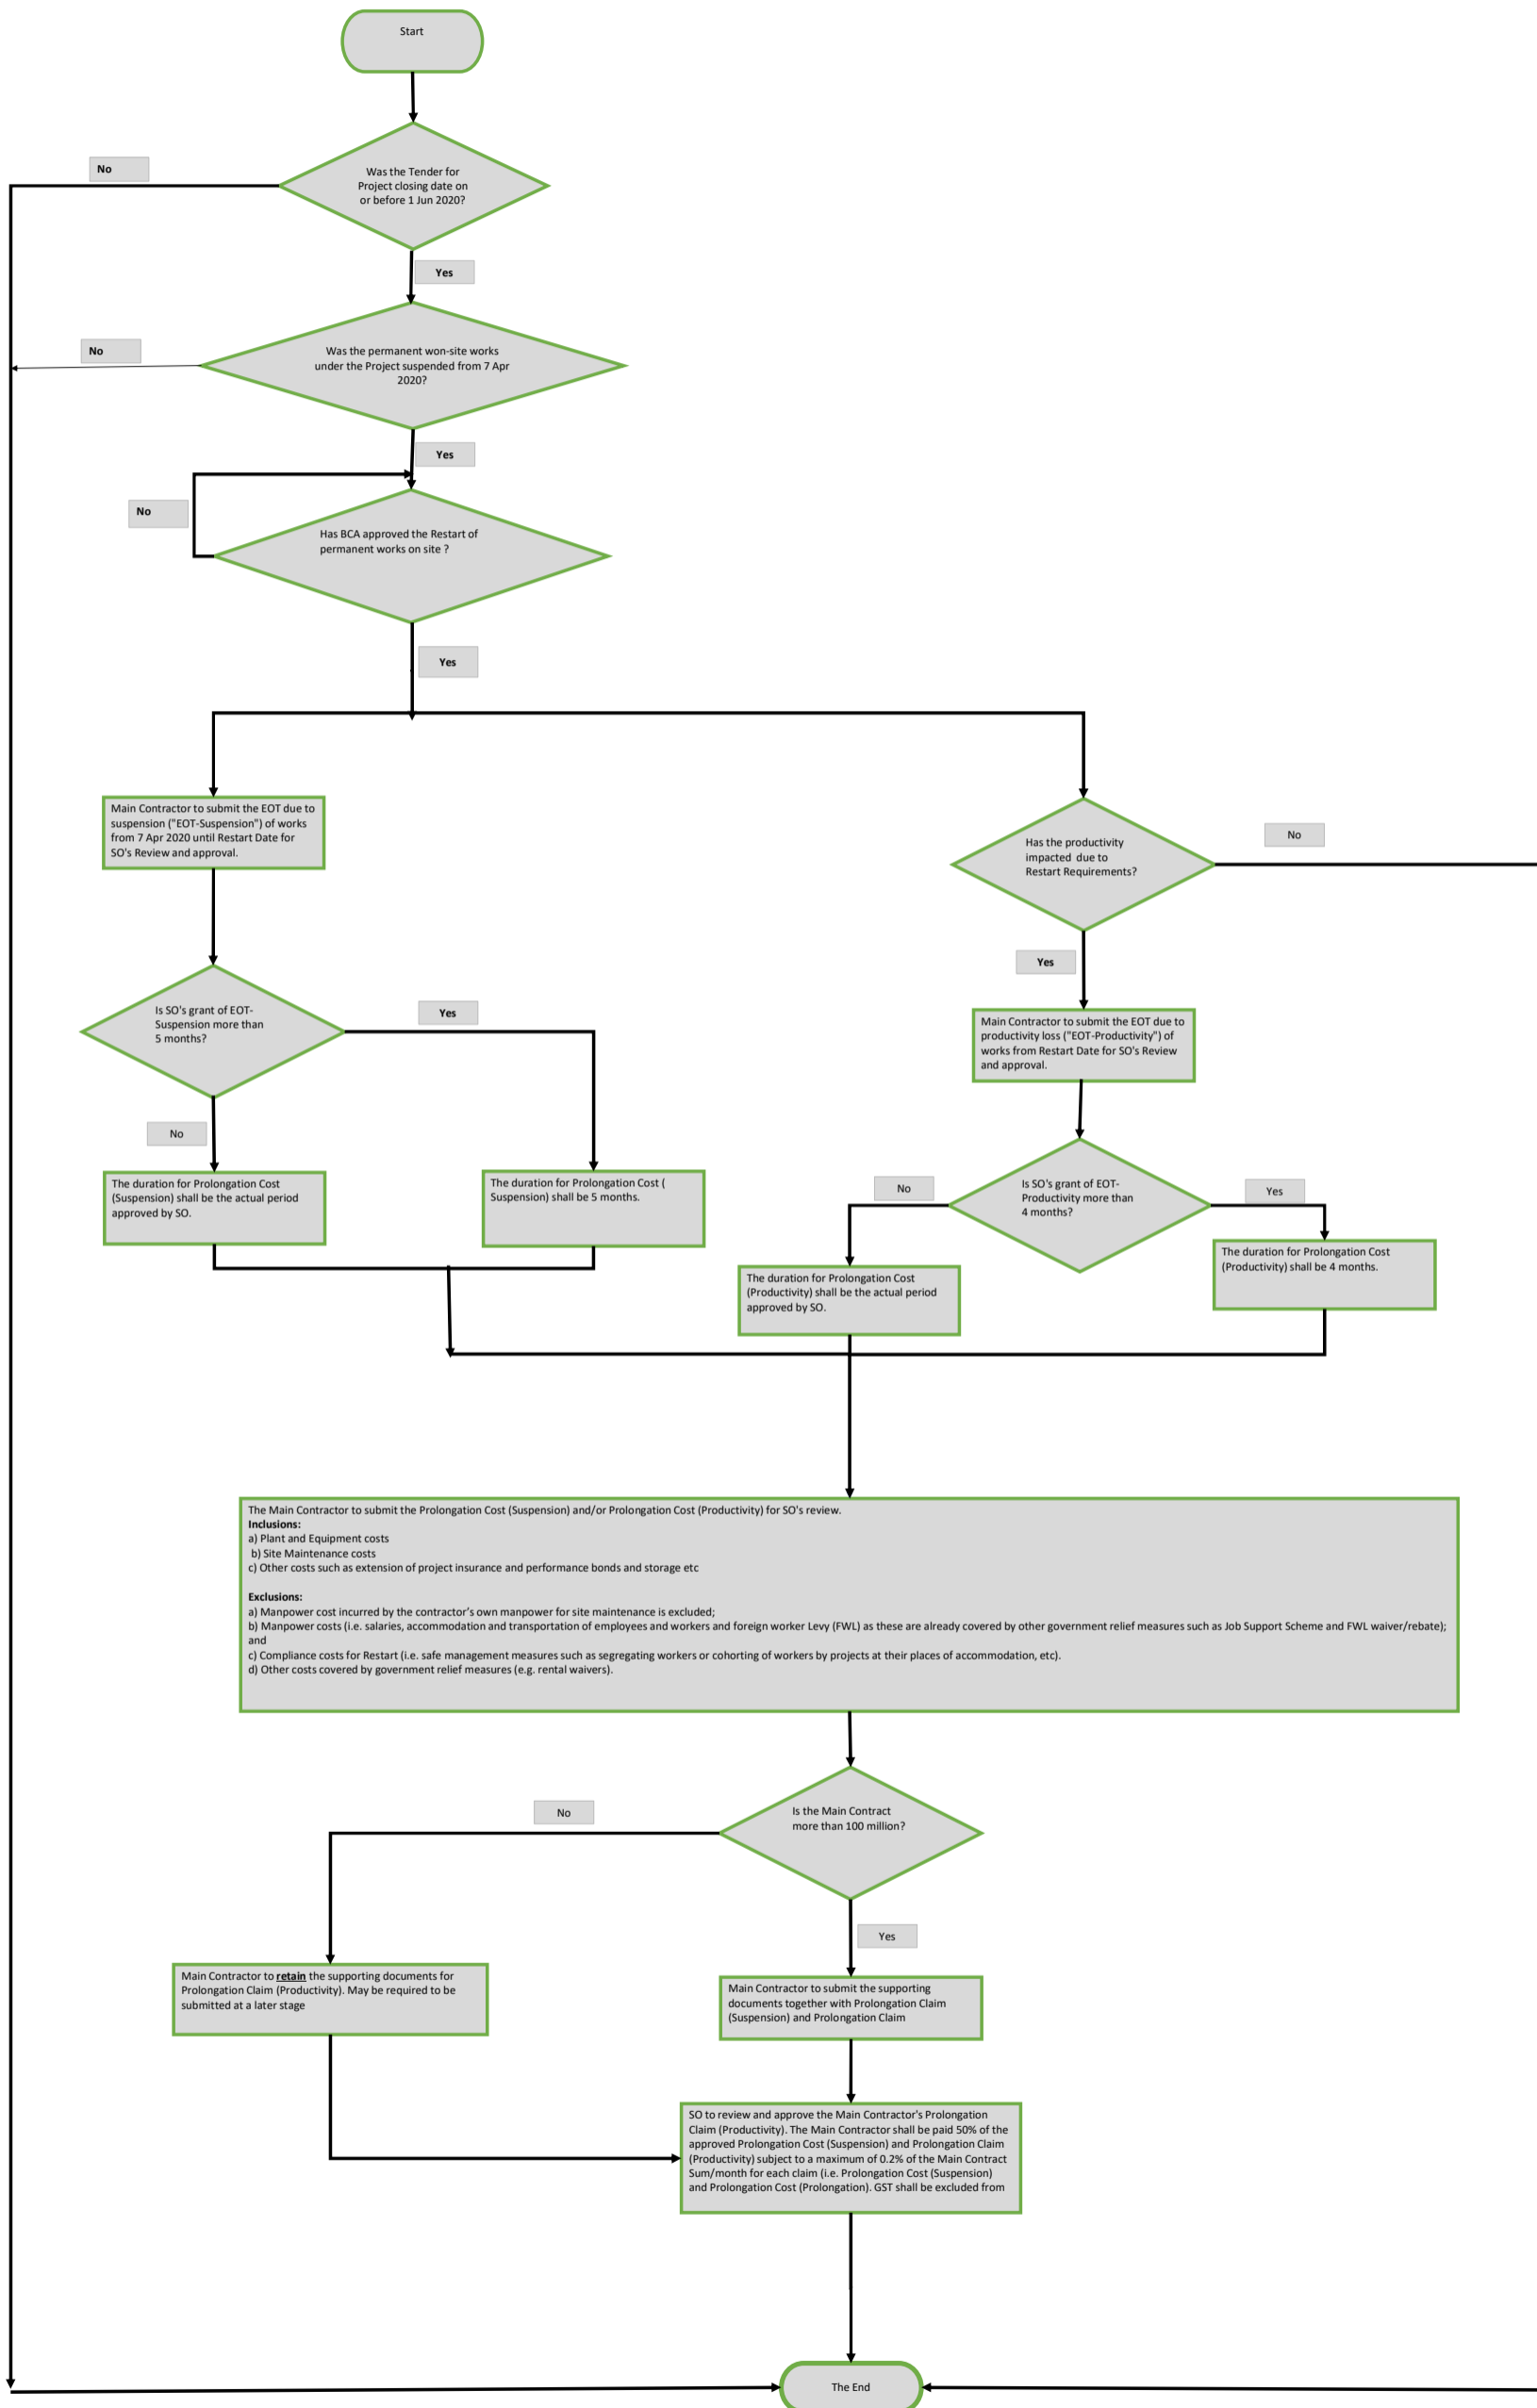 Start
Was the Tender for
Project closing date on
or before 1 Jun 2020?
No
Yes
Was the permanent won-site works
under the Project suspended from 7 Apr
2020?
No
Yes
Has BCA approved the Restart of
permanent works on site ?
No
Yes
Main Contractor to submit the EOT due to
suspension ("EOT-Suspension") of works
from 7 Apr 2020 until Restart Date for
SO's Review and approval.
Has the productivity
impacted due to
Restart Requirements?
No
Yes
Is SO's grant of EOT-
Suspension more than
5 months?
Yes
No
Main Contractor to submit the EOT due to
productivity loss ("EOT-Productivity") of
works from Restart Date for SO's Review
and approval.
The duration for Prolongation Cost
(Suspension) shall be the actual period
approved by SO.
The duration for Prolongation Cost (
Suspension) shall be 5 months.
Is SO's grant of EOT-
Productivity more than
4 months?
No
Yes
The duration for Prolongation Cost
(Productivity) shall be the actual period
approved by SO.
The duration for Prolongation Cost
(Productivity) shall be 4 months.
The Main Contractor to submit the Prolongation Cost (Suspension) and/or Prolongation Cost (Productivity) for SO's review.
Inclusions:
a) Plant and Equipment costs
b) Site Maintenance costs
c) Other costs such as extension of project insurance and performance bonds and storage etc
Exclusions:
a) Manpower cost incurred by the contractor's own manpower for site maintenance is excluded;
b) Manpower costs (i.e. salaries, accommodation and transportation of employees and workers and foreign worker Levy (FWL) as these are already covered by other government relief measures such as Job Support Scheme and FWL waiver/rebate);
and
c) Compliance costs for Restart (i.e. safe management measures such as segregating workers or cohorting of workers by projects at their places of accommodation, etc).
d) Other costs covered by government relief measures (e.g. rental waivers).
Is the Main Contract
more than 100 million?
No
Yes
Main Contractor to retain the supporting documents for
Prolongation Claim (Productivity). May be required to be
submitted at a later stage
Main Contractor to submit the supporting
documents together with Prolongation Claim
(Suspension) and Prolongation Claim
SO to review and approve the Main Contractor's Prolongation
Claim (Productivity). The Main Contractor shall be paid 50% of the
approved Prolongation Cost (Suspension) and Prolongation Claim
(Productivity) subject to a maximum of 0.2% of the Main Contract
Sum/month for each claim (i.e. Prolongation Cost (Suspension)
and Prolongation Cost (Prolongation). GST shall be excluded from
The End